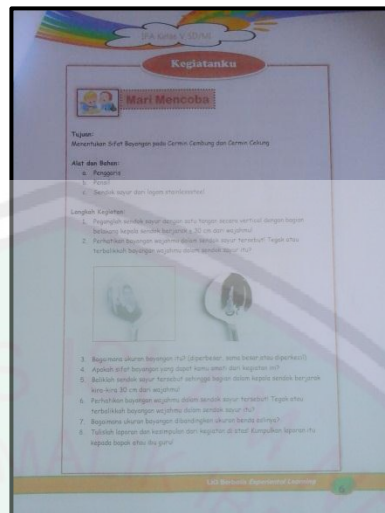 IPA Kelas V SD/MI
Kegiatanku
Mari Mencoba
Tujuan:
Menentukan Sifat Bayangan pada Cermin Cembung dan Cermin Cekung
Alat dan Bahan:
a. Penggaris
b. Pensil
c. Sendok sayur dari logam
Langkah Kegiatan:
1. Peganglah sendok sayur dengan satu tangan secara vertikal dengan bagian
belakang kepala sendok berjarak ± 30 cm dari wajahmu!
2. Perhatikan bayangan wajahmu dalam sendok sayur tersebut! Tegak atau
terbalikkah bayangan wajahmu dalam sendok sayur itu?
3. Bagaimana ukuran bayangan itu? (diperbesar, sama besar atau diperkecil)
4. Apakah sifat bayangan yang dapat kamu amati dari kegiatan ini?
5. Baliklah sendok sayur tersebut sehingga bagian dalam kepala sendok berjarak
kira-kira 30 cm dari wajahmu!
6. Perhatikan bayangan wajahmu dalam sendok sayur tersebut! Tegak atau
terbalikkah bayangan wajahmu dalam sendok sayur itu?
7. Bagaimana ukuran bayangan dibandingkan ukuran benda aslinya?
8. Tulislah laporan dan kesimpulan dari kegiatan di atas! Kumpulkan laporan itu
kepada bapak atau ibu guru!
LKS Berbasis Experiential Learning
6